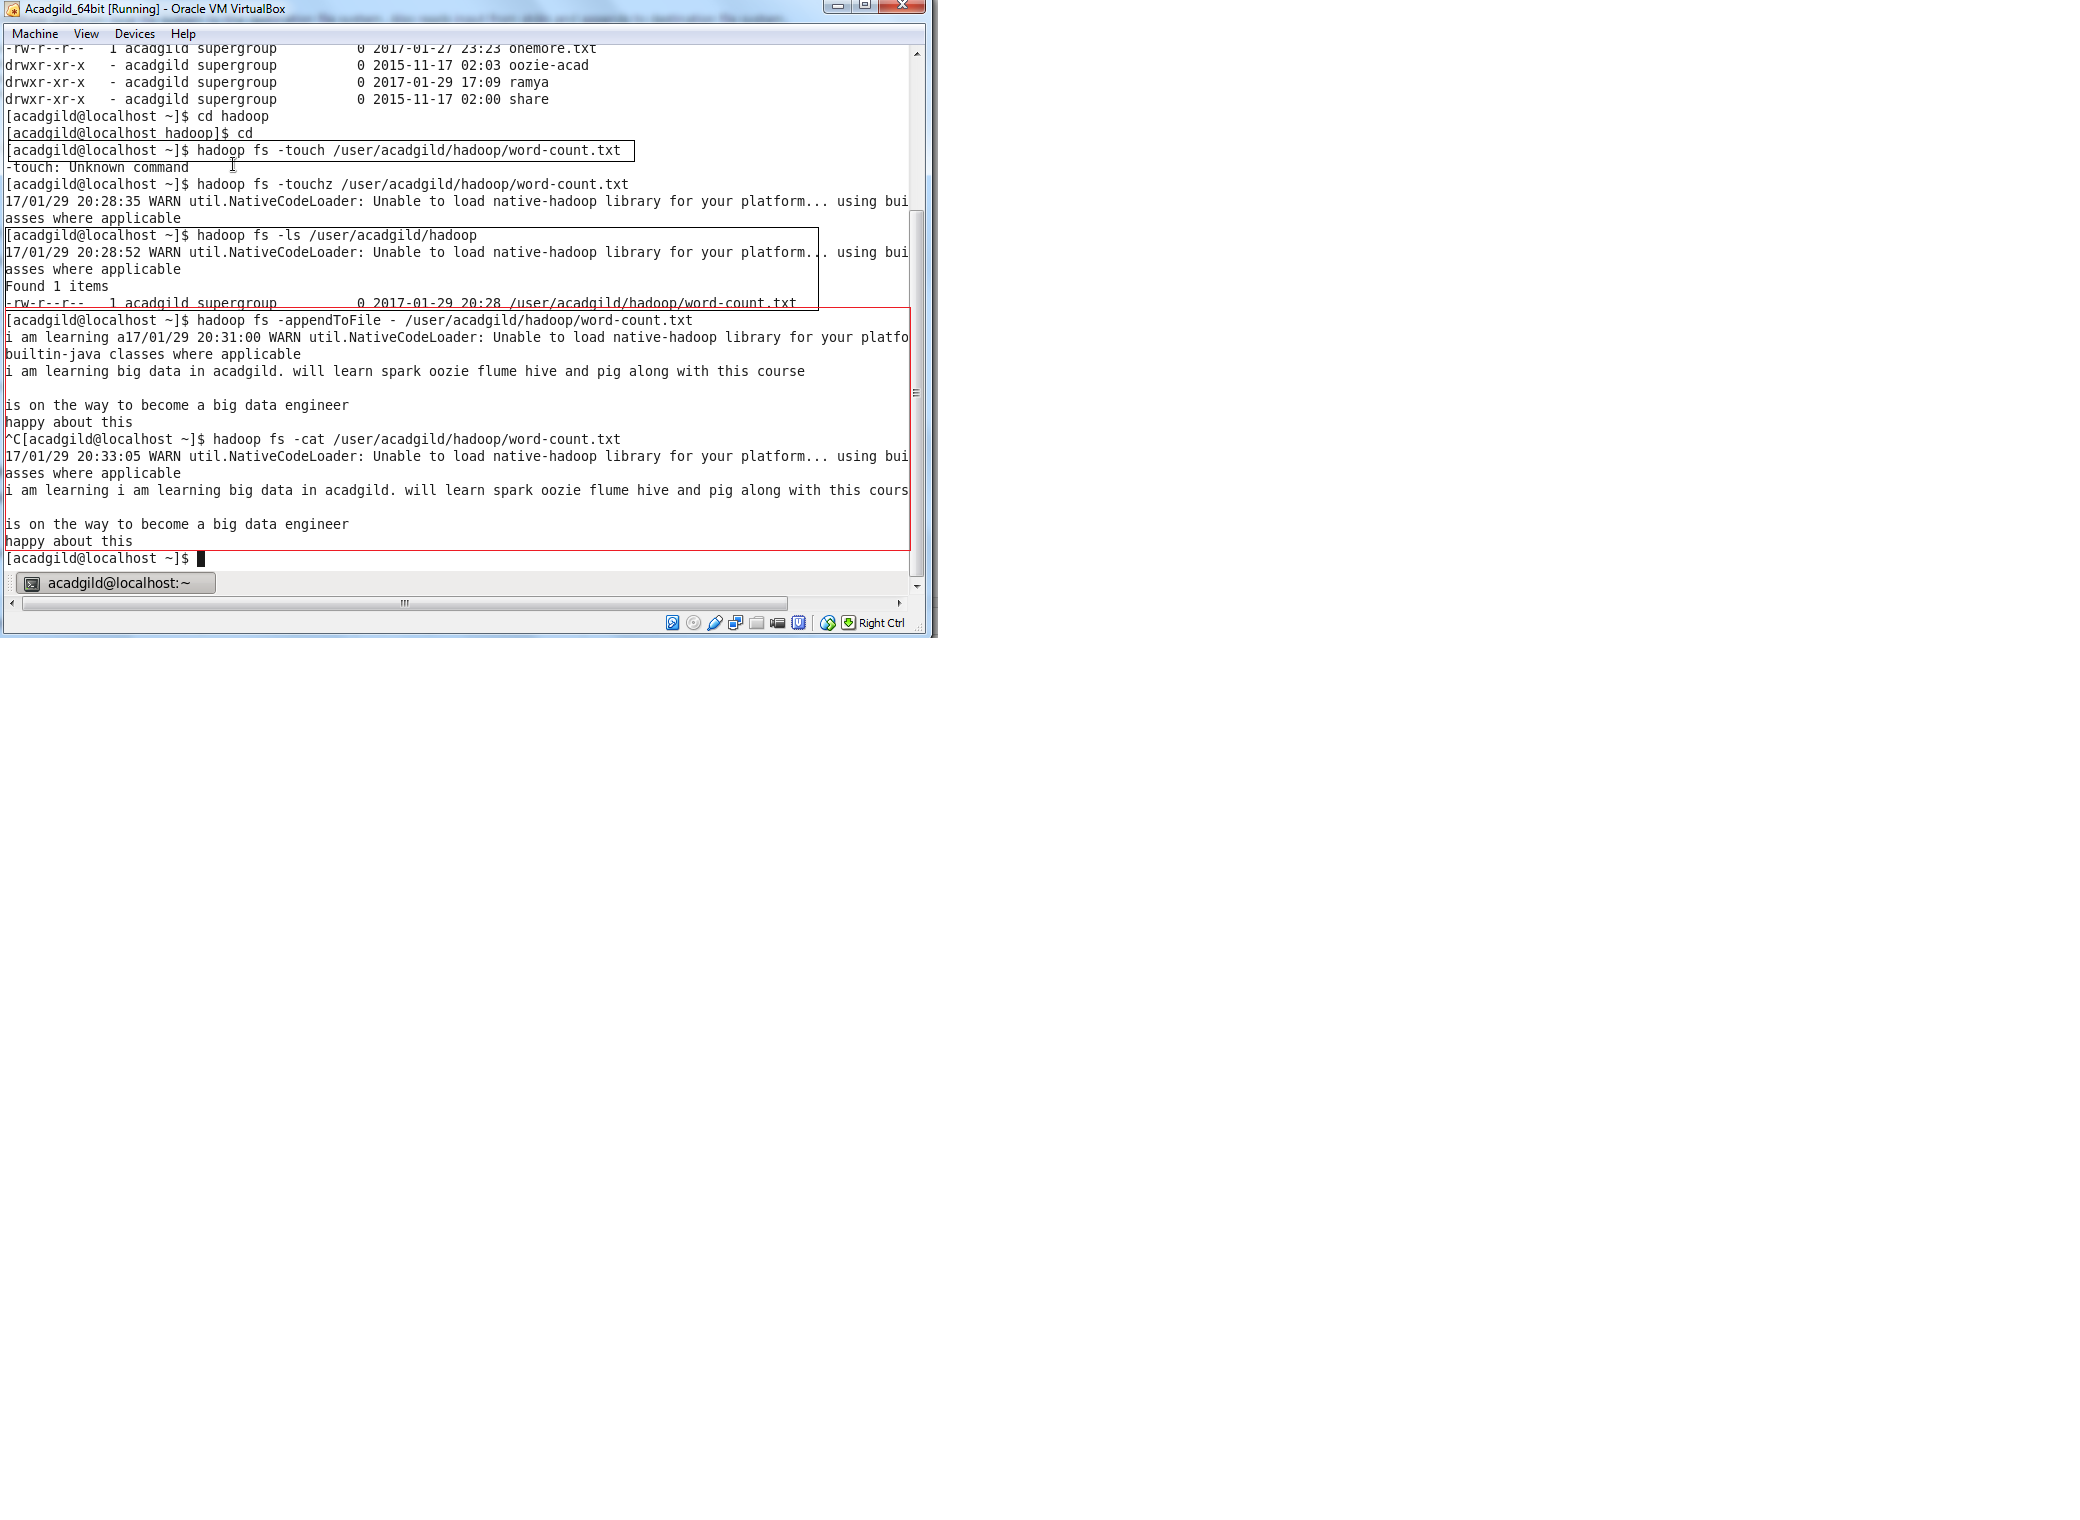 Acadgild_64bit [Running] - Oracle VM VirtualBox
Machine View Devices Help
-rw-r--r-- 1 acadgild supergroup 0 2017-01-27 23:23 onemore.txt
drwxr-xr-x - acadgild supergroup 0 2015-11-17 02:03 oozie-acad
drwxr-xr-x - acadgild supergroup 0 2017-01-29 17:09 ramya
drwxr-xr-x - acadgild supergroup 0 2015-11-17 02:00 share
[acadgild@localhost ~]$ cd hadoop
[acadgild@localhost hadoop]$ cd
[acadgild@localhost ~]$ hadoop fs -touch /user/acadgild/hadoop/word-count.txt
-touch: Unknown command
[acadgild@localhost ~]$ hadoop fs -touchz /user/acadgild/hadoop/word-count.txt
17/01/29 20:28:35 WARN util.NativeCodeLoader: Unable to load native-hadoop library for your platform... using bui
asses where applicable
[acadgild@localhost ~]$ hadoop fs -ls /user/acadgild/hadoop
17/01/29 20:28:52 WARN util.NativeCodeLoader: Unable to load native-hadoop library for your platform... using bui
asses where applicable
Found 1 items
-rw-r--r-- 1 acadgild supergroup 0 2017-01-29 20:28 /user/acadgild/hadoop/word-count.txt
[acadgild@localhost ~]$ hadoop fs -appendToFile - /user/acadgild/hadoop/word-count.txt
i am learning a17/01/29 20:31:00 WARN util.NativeCodeLoader: Unable to load native-hadoop library for your platfo
builtin-java classes where applicable
i am learning big data in acadgild. will learn spark oozie flume hive and pig along with this course
is on the way to become a big data engineer
happy about this
^C[acadgild@localhost ~]$ hadoop fs -cat /user/acadgild/hadoop/word-count.txt
17/01/29 20:33:05 WARN util.NativeCodeLoader: Unable to load native-hadoop library for your platform... using bui
asses where applicable
i am learning i am learning big data in acadgild. will learn spark oozie flume hive and pig along with this cours
is on the way to become a big data engineer
happy about this
[acadgild@localhost ~]$
acadgild@localhost:~
Right Ctrl